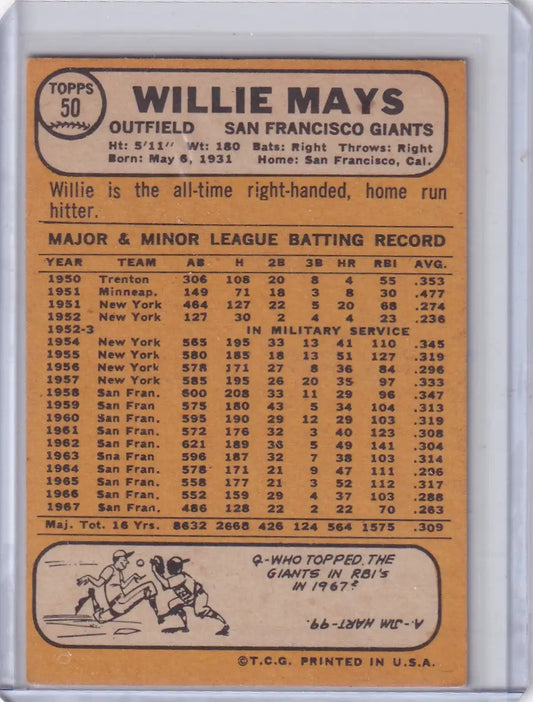 TOPPS
50
WILLIE MAYS
OUTFIELD SAN FRANCISCO GIANTS
Ht: 5'11" Wt: 180 Bats: Right Throws: Right
Born: May 6, 1931 Home: San Francisco, Cal.
Willie is the all-time right-handed, home run
hitter.
MAJOR & MINOR LEAGUE BATTING RECORD
YEAR TEAM AB H 2B 3B HR RBI AVG.
1950 Trenton 306 108 20 8 4 55 .353
1951 Minneap. 149 71 18 3 8 30 .477
1951 New York 464 127 22 5 20 68 .274
1952 New York 127 30 2 4 4 23 .236
1952-3 IN MILITARY SERVICE
1954 New York 565 195 33 13 41 110 .345
1955 New York 580 185 18 13 51 127 .319
1956 New York 578 171 27 8 36 84 .296
1957 New York 585 195 26 20 35 97 .333
1958 San Fran. 600 208 33 11 29 96 .347
1959 San Fran. 575 180 43 5 34 104 .313
1960 San Fran. 595 190 29 12 29 103 .319
1961 San Fran. 572 176 32 3 40 123 .308
1962 San Fran. 621 189 36 5 49 141 .304
1963 Sna Fran 596 187 32 7 38 103 .314
1964 San Fran. 578 171 21 9 47 111 .296
1965 San Fran. 558 177 21 3 52 112 .317
1966 San Fran. 552 159 29 4 37 103 .288
1967 San Fran. 486 128 22 2 22 70 .263
Maj. Tot. 16 Yrs. 8632 2668 426 124 564 1575 .309
Q-WHO TOPPED THE
GIANTS IN RBI'S
IN 1967?
A-JIM HART-99.
©T.C.G. PRINTED IN U.S.A.